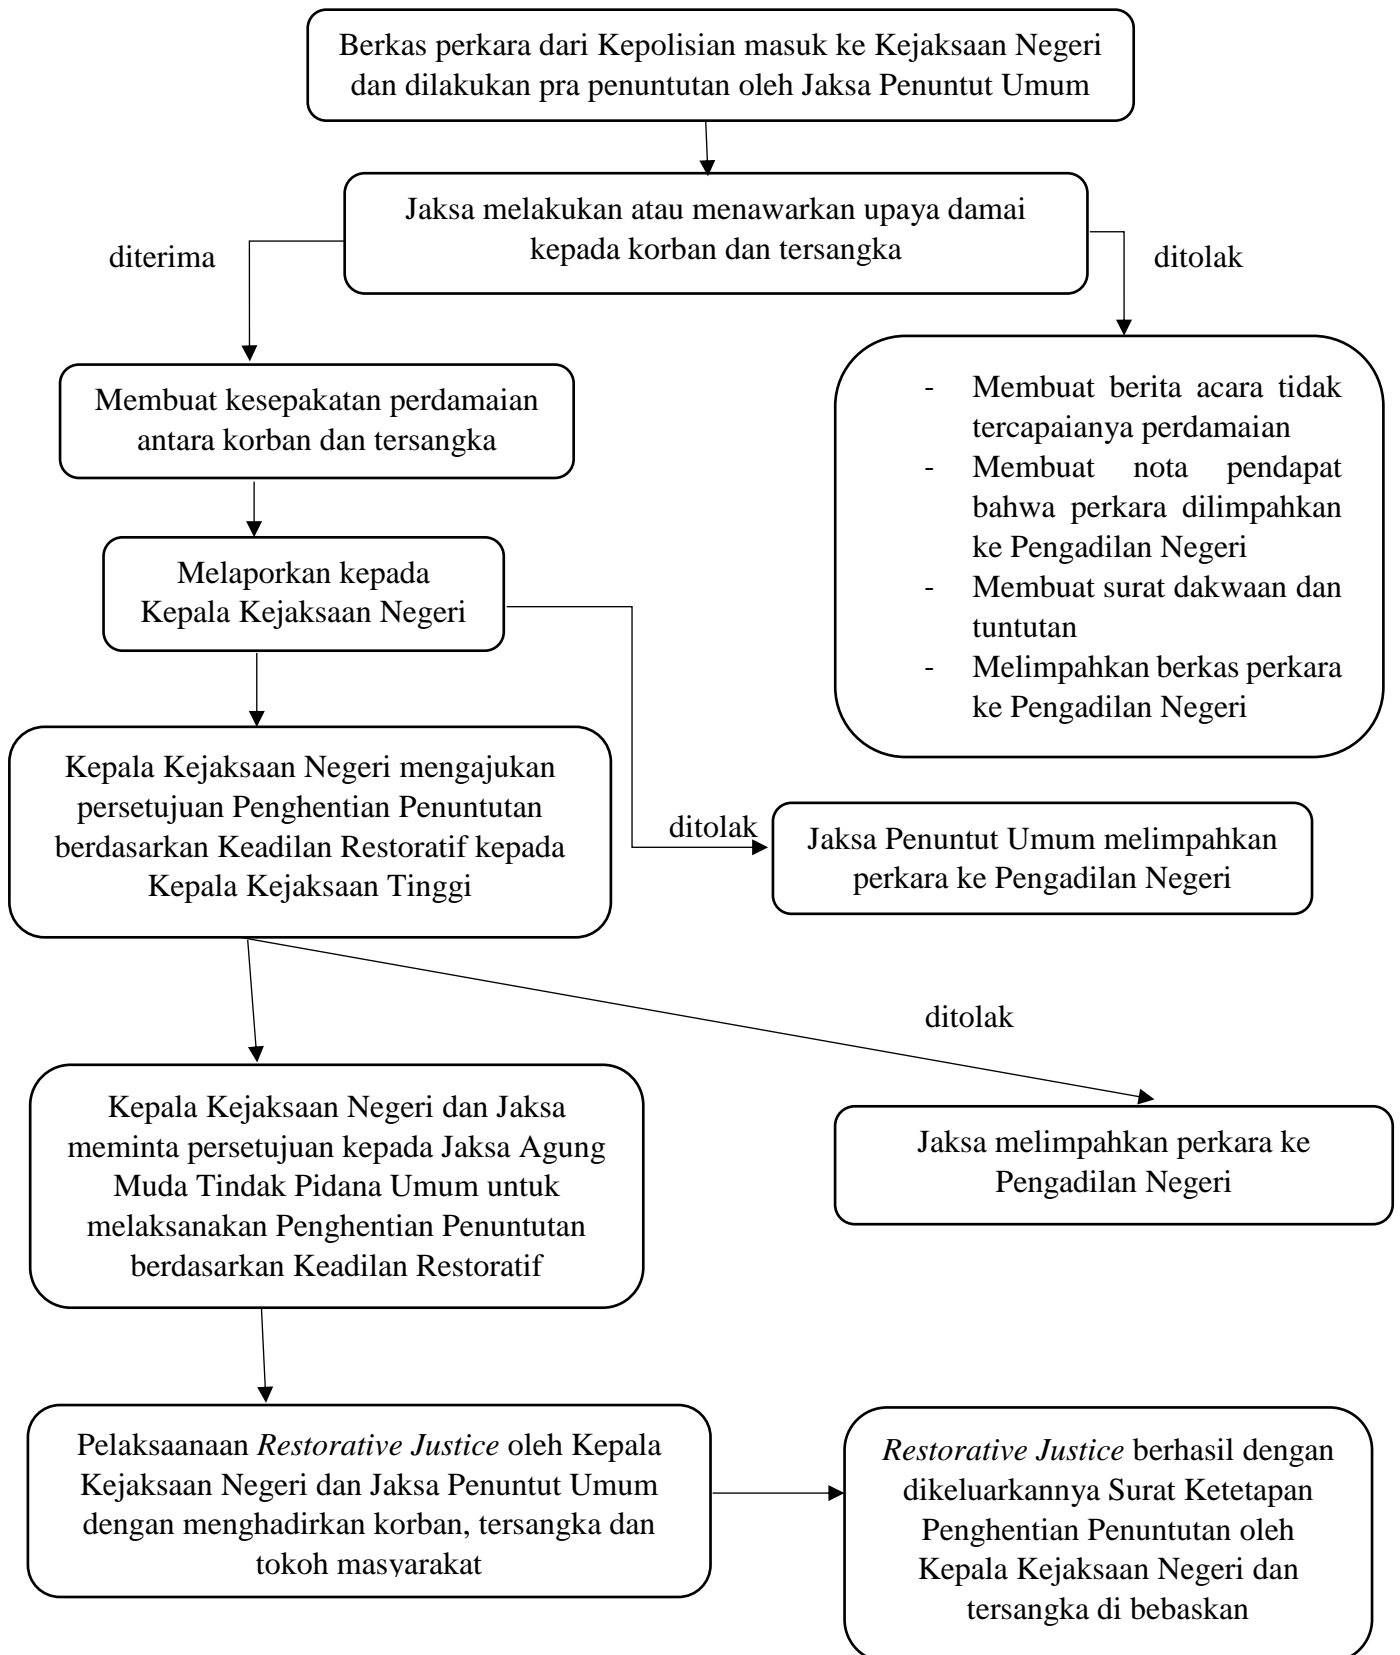 Berkas perkara dari Kepolisian masuk ke Kejaksaan Negeri
dan dilakukan pra penuntutan oleh Jaksa Penuntut Umum
Jaksa melakukan atau menawarkan upaya damai
kepada korban dan tersangka
diterima
ditolak
Membuat kesepakatan perdamaian
antara korban dan tersangka
- Membuat berita acara tidak
tercapainya perdamaian
- Membuat nota pendapat
bahwa perkara dilimpahkan
ke Pengadilan Negeri
- Membuat surat dakwaan dan
tuntutan
- Melimpahkan berkas perkara
ke Pengadilan Negeri
Melaporkan kepada
Kepala Kejaksaan Negeri
Kepala Kejaksaan Negeri mengajukan
persetujuan Penghentian Penuntutan
berdasarkan Keadilan Restoratif kepada
Kepala Kejaksaan Tinggi
ditolak
Jaksa Penuntut Umum melimpahkan
perkara ke Pengadilan Negeri
ditolak
Kepala Kejaksaan Negeri dan Jaksa
meminta persetujuan kepada Jaksa Agung
Muda Tindak Pidana Umum untuk
melaksanakan Penghentian Penuntutan
berdasarkan Keadilan Restoratif
Jaksa melimpahkan perkara ke
Pengadilan Negeri
Pelaksanaan Restorative Justice oleh Kepala
Kejaksaan Negeri dan Jaksa Penuntut Umum
dengan menghadirkan korban, tersangka dan
tokoh masyarakat
Restorative Justice berhasil dengan
dikeluarkannya Surat Ketetapan
Penghentian Penuntutan oleh
Kepala Kejaksaan Negeri dan
tersangka di bebaskan